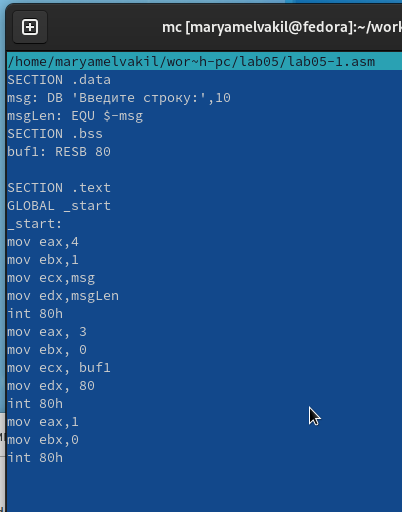 mc [maryamelvakil@fedora]:~/work
/home/maryamelvakil/wor~h-pc/lab05/lab05-1.asm
SECTION .data
msg: DB 'Введите строку:',10
msgLen: EQU $-msg
SECTION .bss
buf1: RESB 80
SECTION .text
GLOBAL _start
_start:
mov eax,4
mov ebx,1
mov ecx,msg
mov edx,msgLen
int 80h
mov eax, 3
mov ebx, 0
mov ecx, buf1
mov edx, 80
int 80h
mov eax,1
mov ebx,0
int 80h